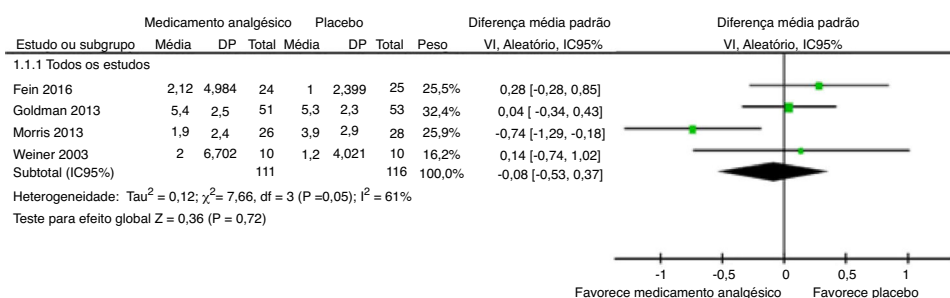 Medicamento analgésico Placebo Diferença média padrão Diferença média padrão
Estudo ou subgrupo Média DP Total Média DP Total Peso VI, Aleatório, IC95% VI, Aleatório, IC95%
1.1.1 Todos os estudos
Fein 2016 2,12 4,984 24 1 2,399 25 25,5% 0,28 [-0,28, 0,85]
Goldman 2013 5,4 2,5 51 5,3 2,3 53 32,4% 0,04 [ -0,34, 0,43]
Morris 2013 1,9 2,4 26 3,9 2,9 28 25,9% -0,74 [-1,29, -0,18]
Weiner 2003 2 6,702 10 1,2 4,021 10 16,2% 0,14 [-0,74, 1,02]
Subtotal (IC95%) 111 116 100,0% -0,08 [-0,53, 0,37]
Heterogeneidade: Tau² = 0,12; χ²= 7,66, df = 3 (P =0,05); I² = 61%
Teste para efeito global Z = 0,36 (P = 0,72)
-1 -0,5 0 0,5 1
Favorece medicamento analgésico Favorece placebo